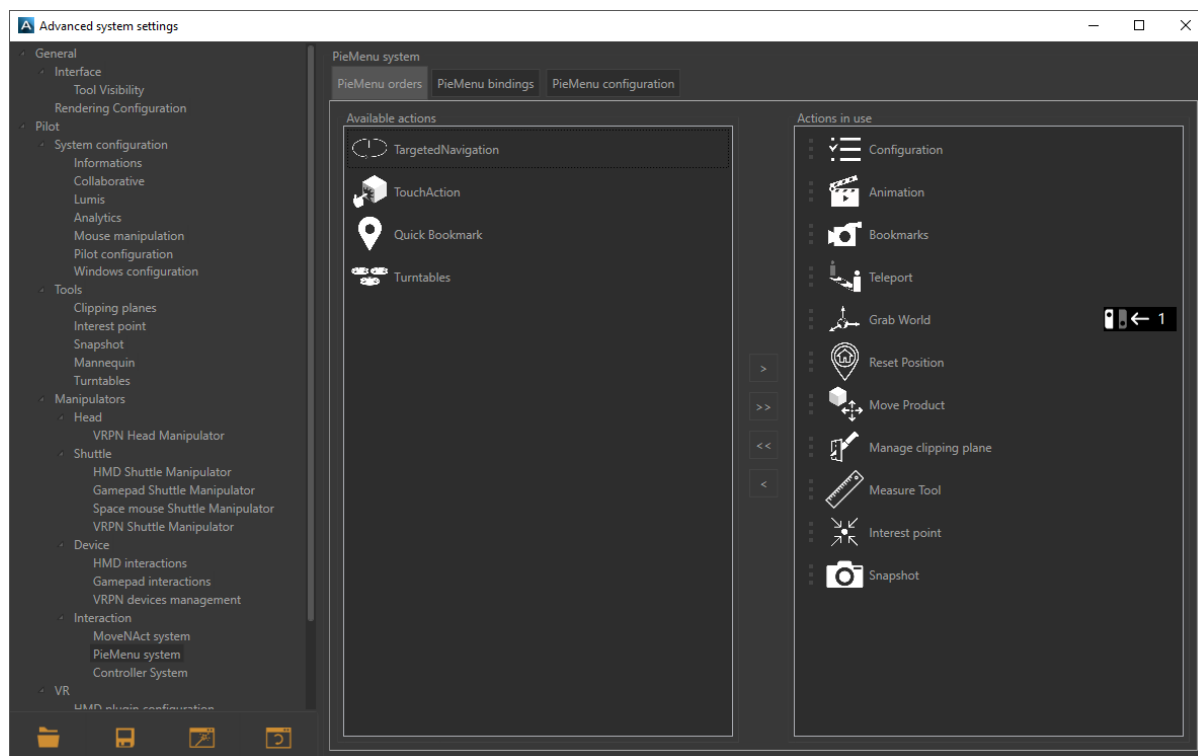 Advanced system settings
General
Interface
Tool Visibility
Rendering Configuration
Pilot
System configuration
Informations
Collaborative
Lumis
Analytics
Mouse manipulation
Pilot configuration
Windows configuration
Tools
Clipping planes
Interest point
Snapshot
Mannequin
Turntables
Manipulators
Head
VRPN Head Manipulator
Shuttle
HMD Shuttle Manipulator
Gamepad Shuttle Manipulator
Space mouse Shuttle Manipulator
VRPN Shuttle Manipulator
Device
HMD interactions
Gamepad interactions
VRPN devices management
Interaction
MoveNAct system
PieMenu system
Controller System
VR
HMD plugin configuration
PieMenu system
PieMenu orders PieMenu bindings PieMenu configuration
Available actions
TargetedNavigation
TouchAction
Quick Bookmark
Turntables
>
>>
<<
<
Actions in use
Configuration
Animation
Bookmarks
Teleport
Grab World 1
Reset Position
Move Product
Manage clipping plane
Measure Tool
Interest point
Snapshot